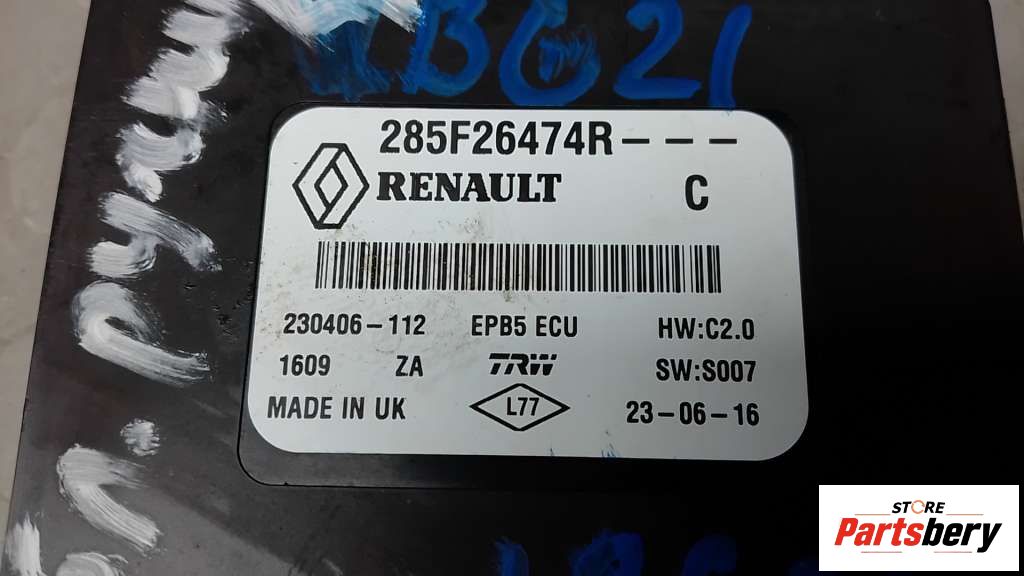 285F26474R---
RENAULT
C
230406-112 EPB5 ECU HW:C2.0
1609 ZA TRW SW:S007
MADE IN UK L77 23-06-16
STORE
Partsbery